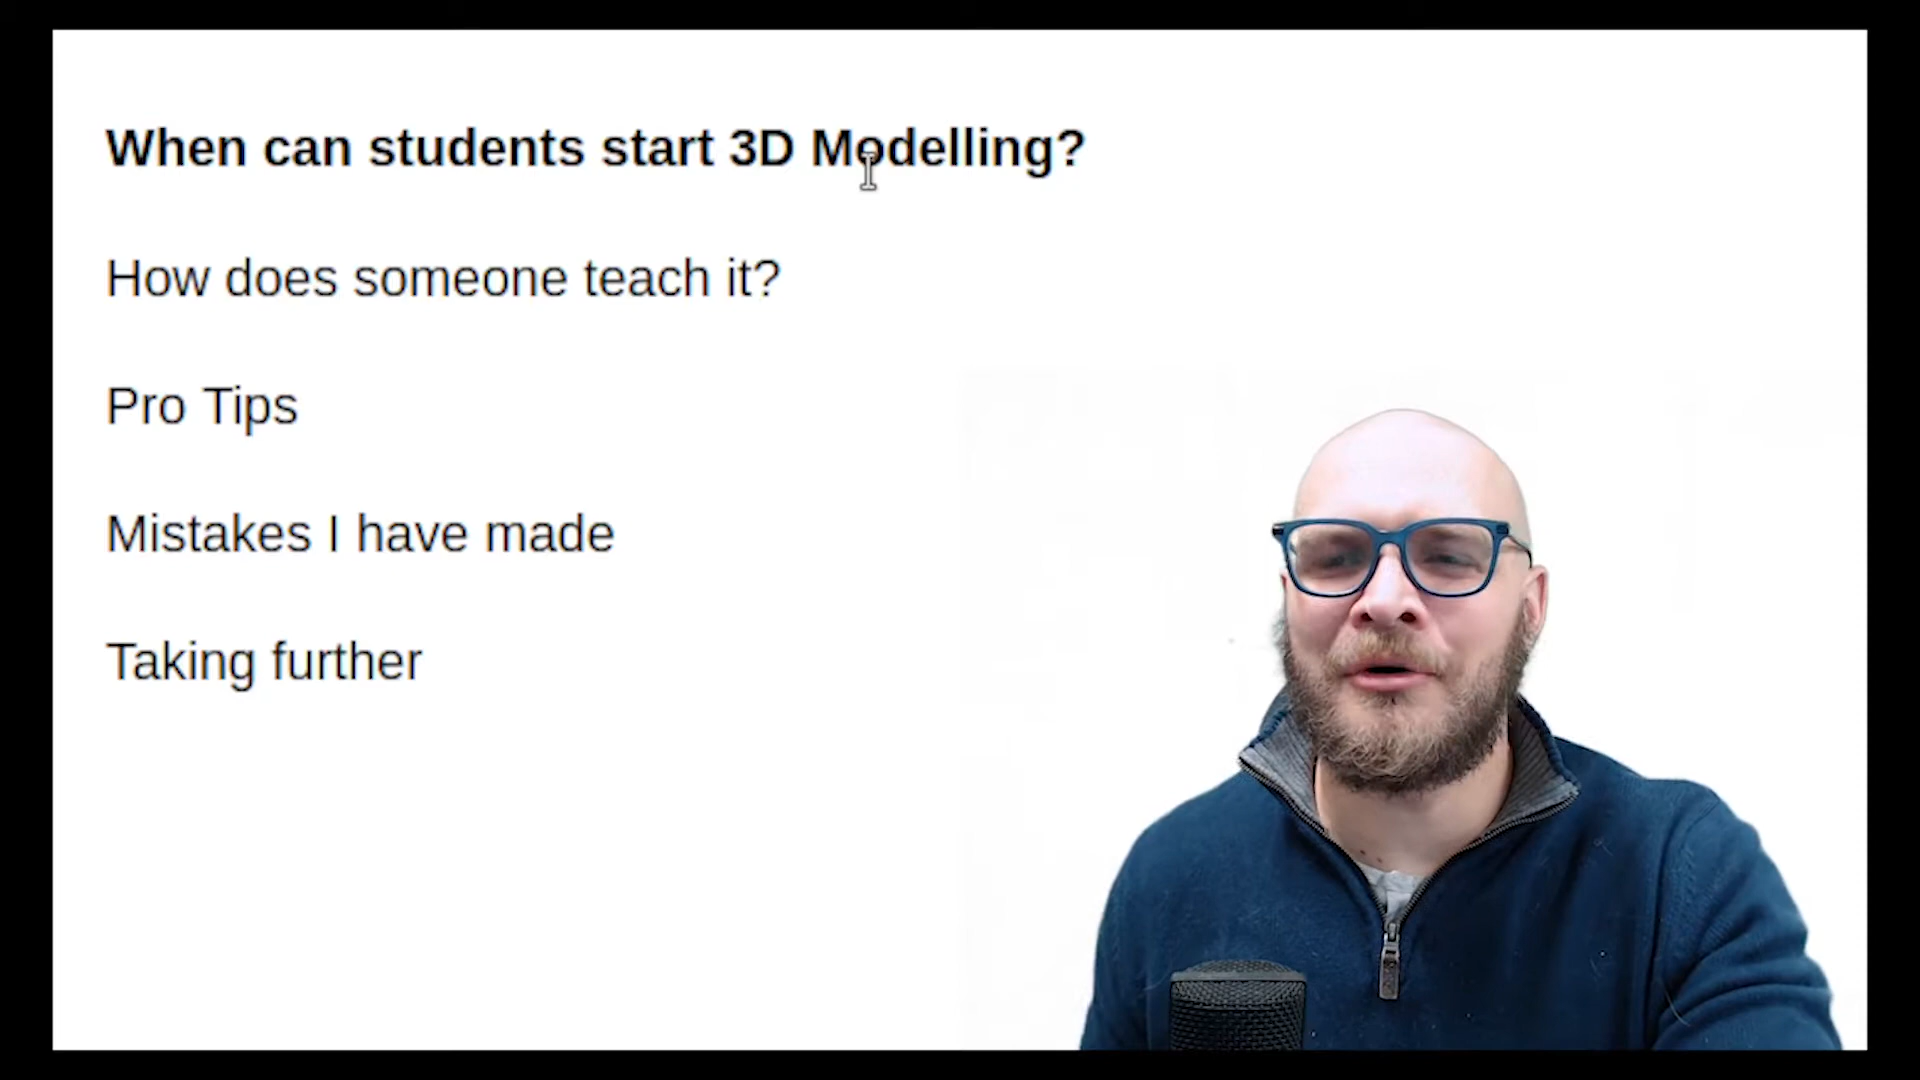 When can students start 3D Modelling?
How does someone teach it?
Pro Tips
Mistakes I have made
Taking further